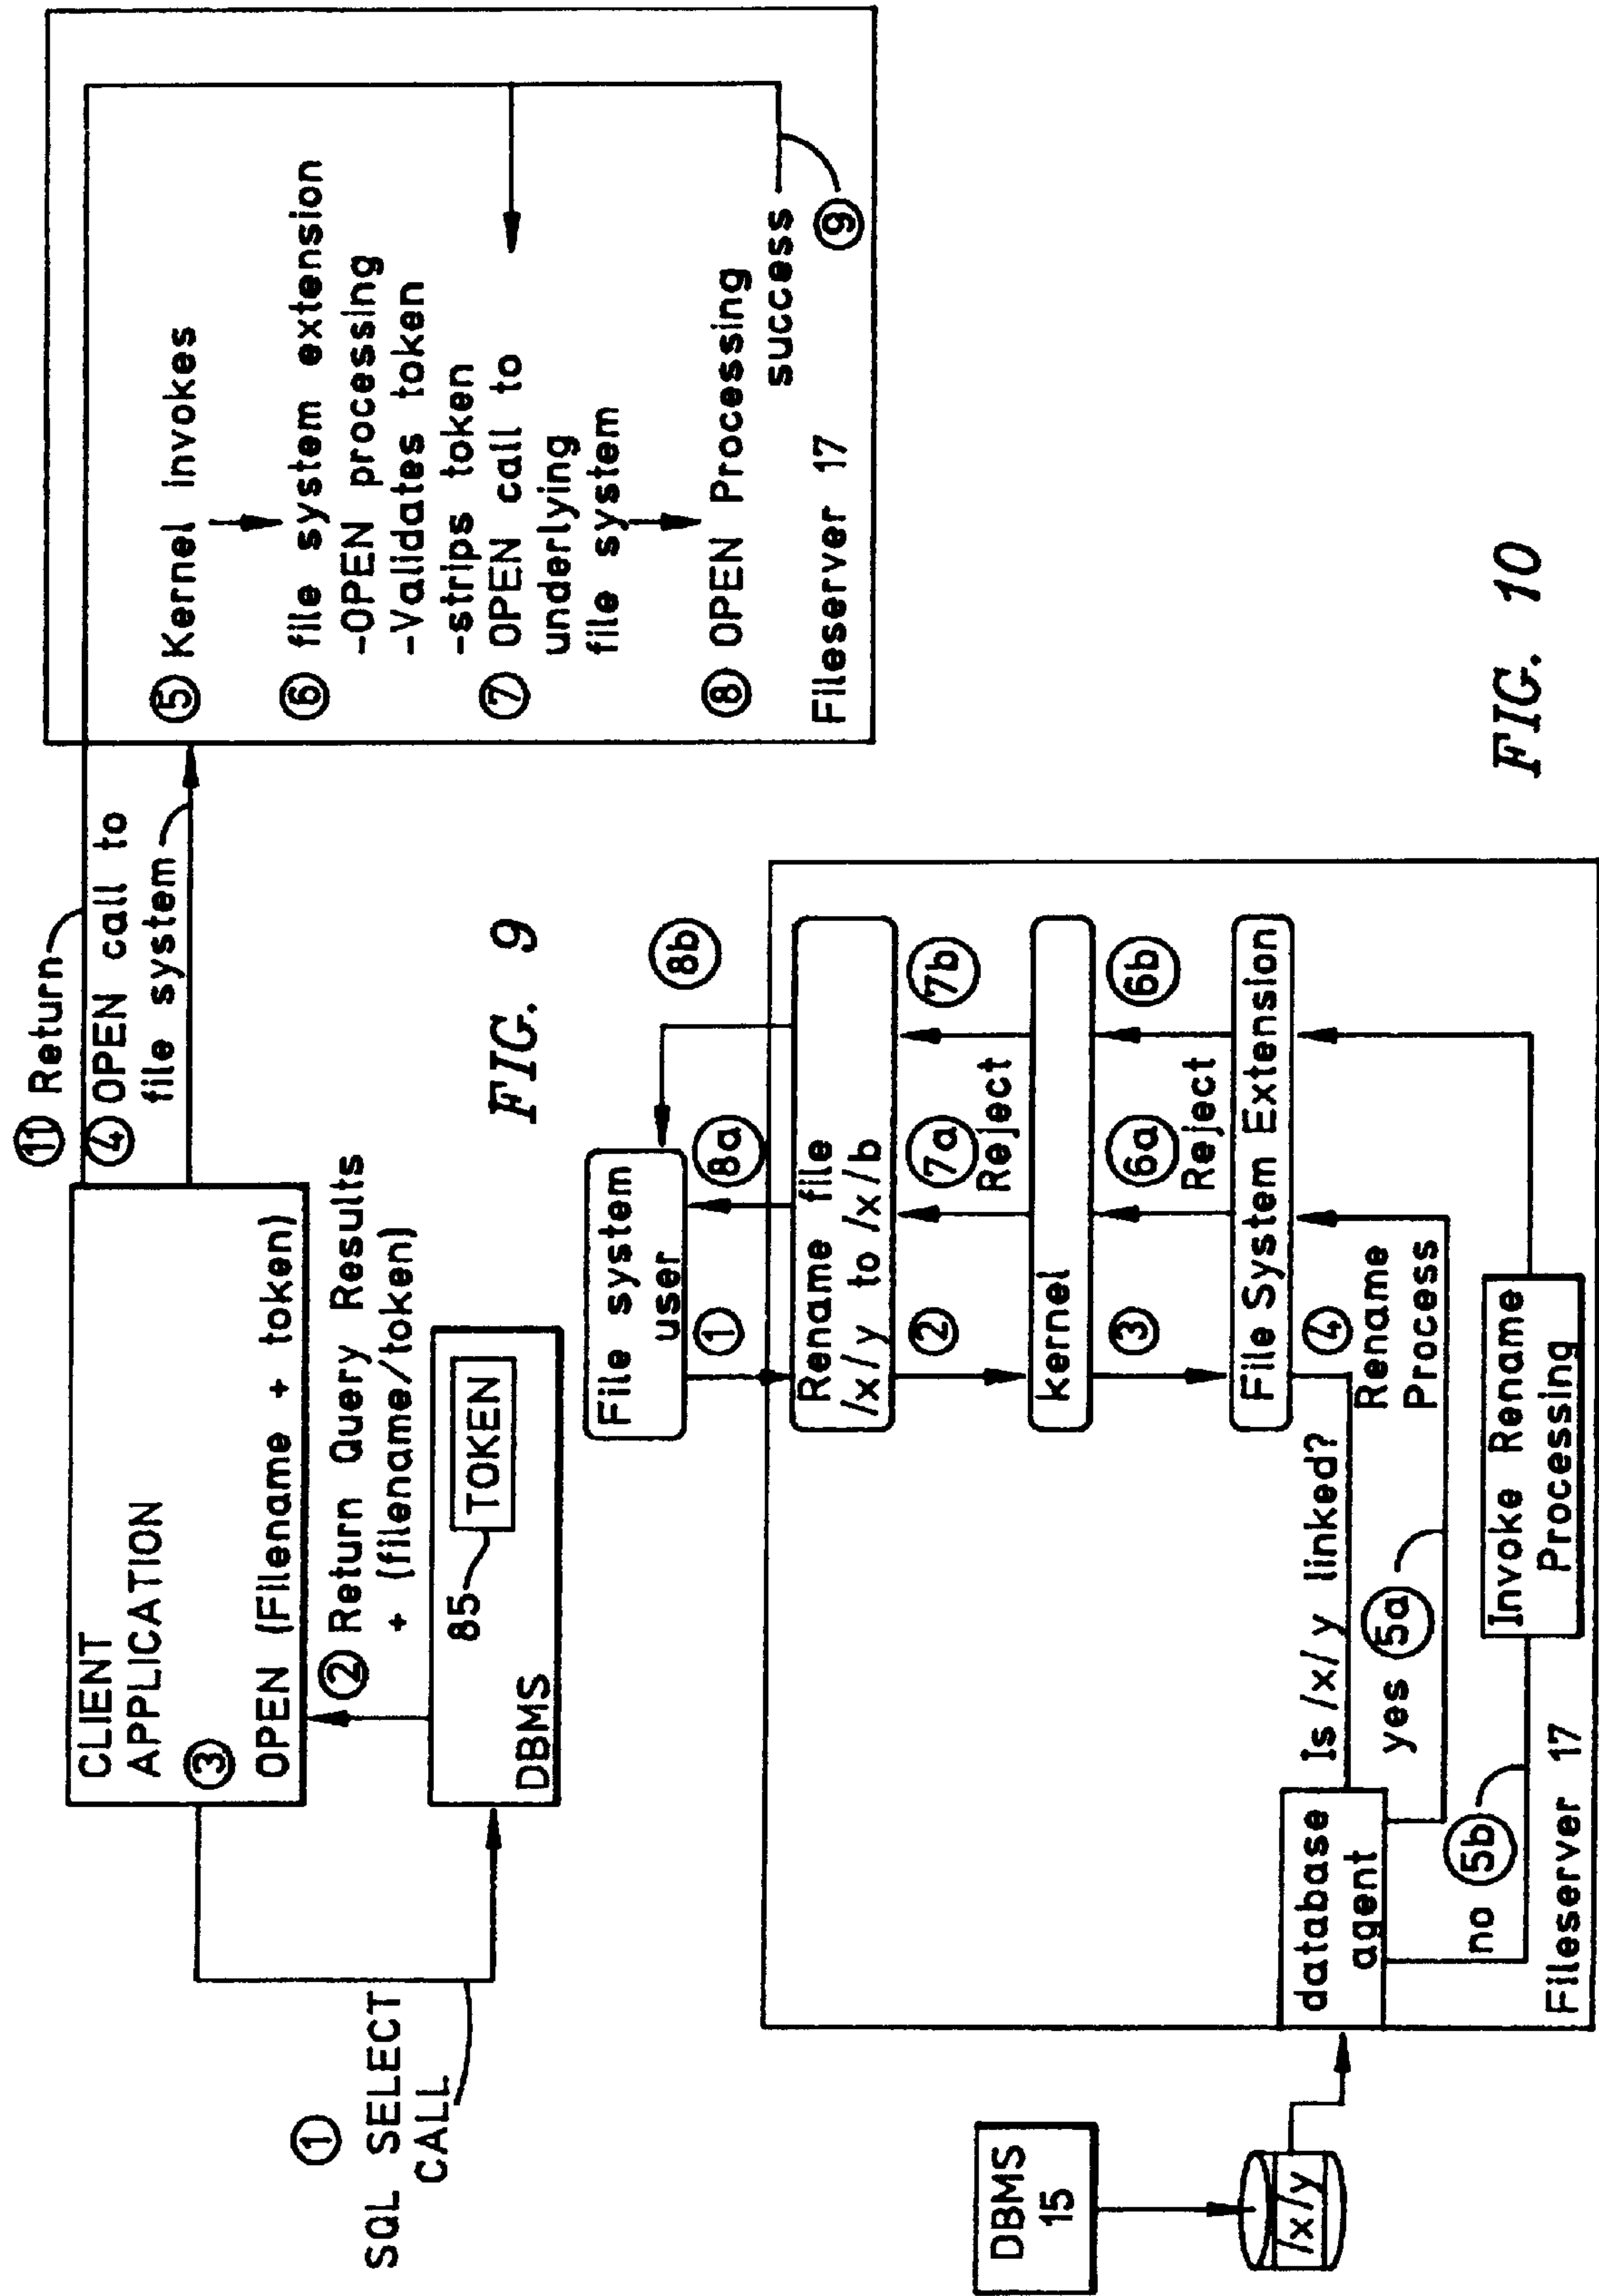 ① SQL SELECT
CALL
CLIENT
APPLICATION
③
OPEN (Filename + token)
② Return Query Results
+ (filename/token)
85
TOKEN
DBMS
⑪ Return
④ OPEN call to
file system
⑤ Kernel invokes
⑥ file system extension
-OPEN processing
-Validates token
-strips token
⑦ OPEN call to
underlying
file system
⑧ OPEN Processing
success
⑨
Fileserver 17
FIG. 9
File system
user
①
8a
8b
Rename file
/x/y to /x/b
②
7a
Reject
7b
kernel
③
6a
Reject
6b
File System Extension
④
Rename
Process
Is /x/y linked?
yes 5a
database
agent
no 5b
Invoke Rename
Processing
Fileserver 17
DBMS
15
/x/y
FIG. 10